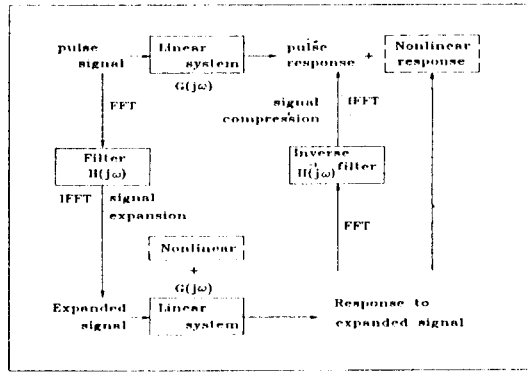 pulse signal
Linear system
G(jω)
pulse response
+
Nonlinear response
FFT
signal compression
IFFT
Filter
H(jω)
Inverse filter
H⁻¹(jω)
IFFT
signal expansion
FFT
Nonlinear
+
G(jω)
Expanded signal
Linear system
Response to expanded signal